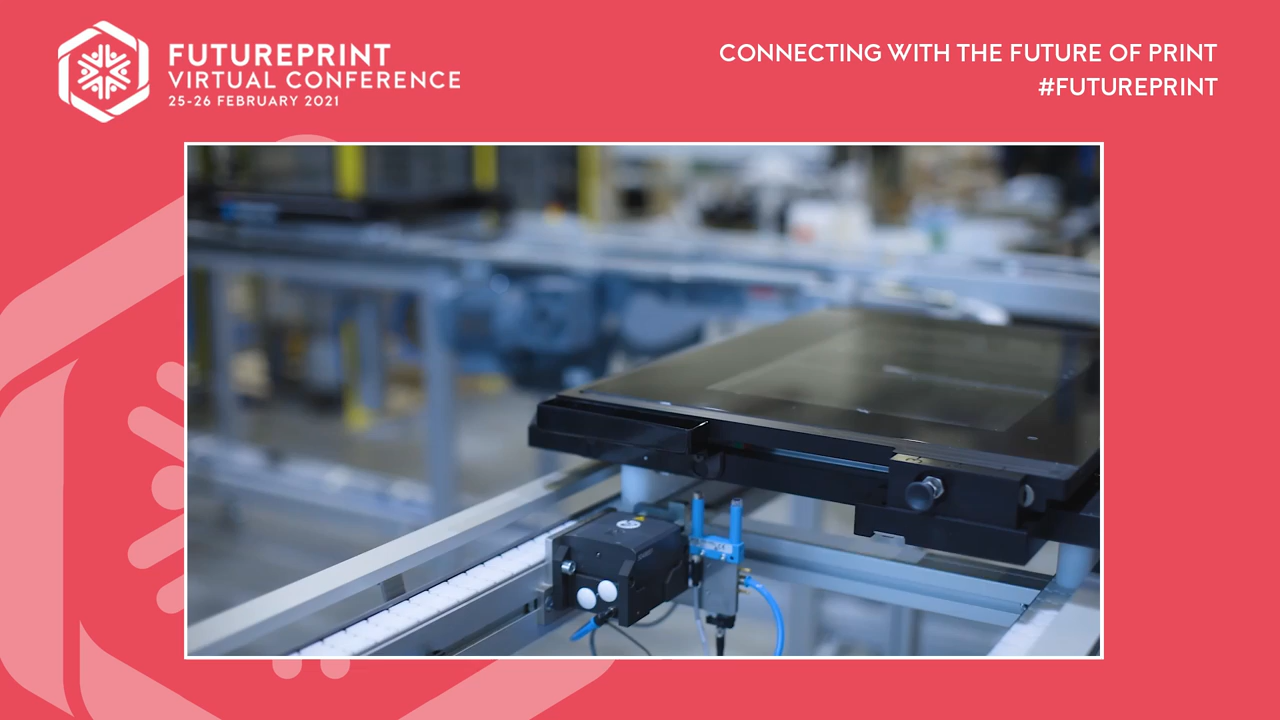 FUTUREPRINT
VIRTUAL CONFERENCE
25-26 FEBRUARY 2021
CONNECTING WITH THE FUTURE OF PRINT
#FUTUREPRINT